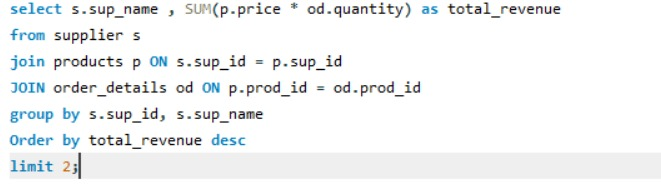 select s.sup_name , SUM(p.price * od.quantity) as total_revenue
from supplier s
join products p ON s.sup_id = p.sup_id
JOIN order_details od ON p.prod_id = od.prod_id
group by s.sup_id, s.sup_name
Order by total_revenue desc
limit 2;